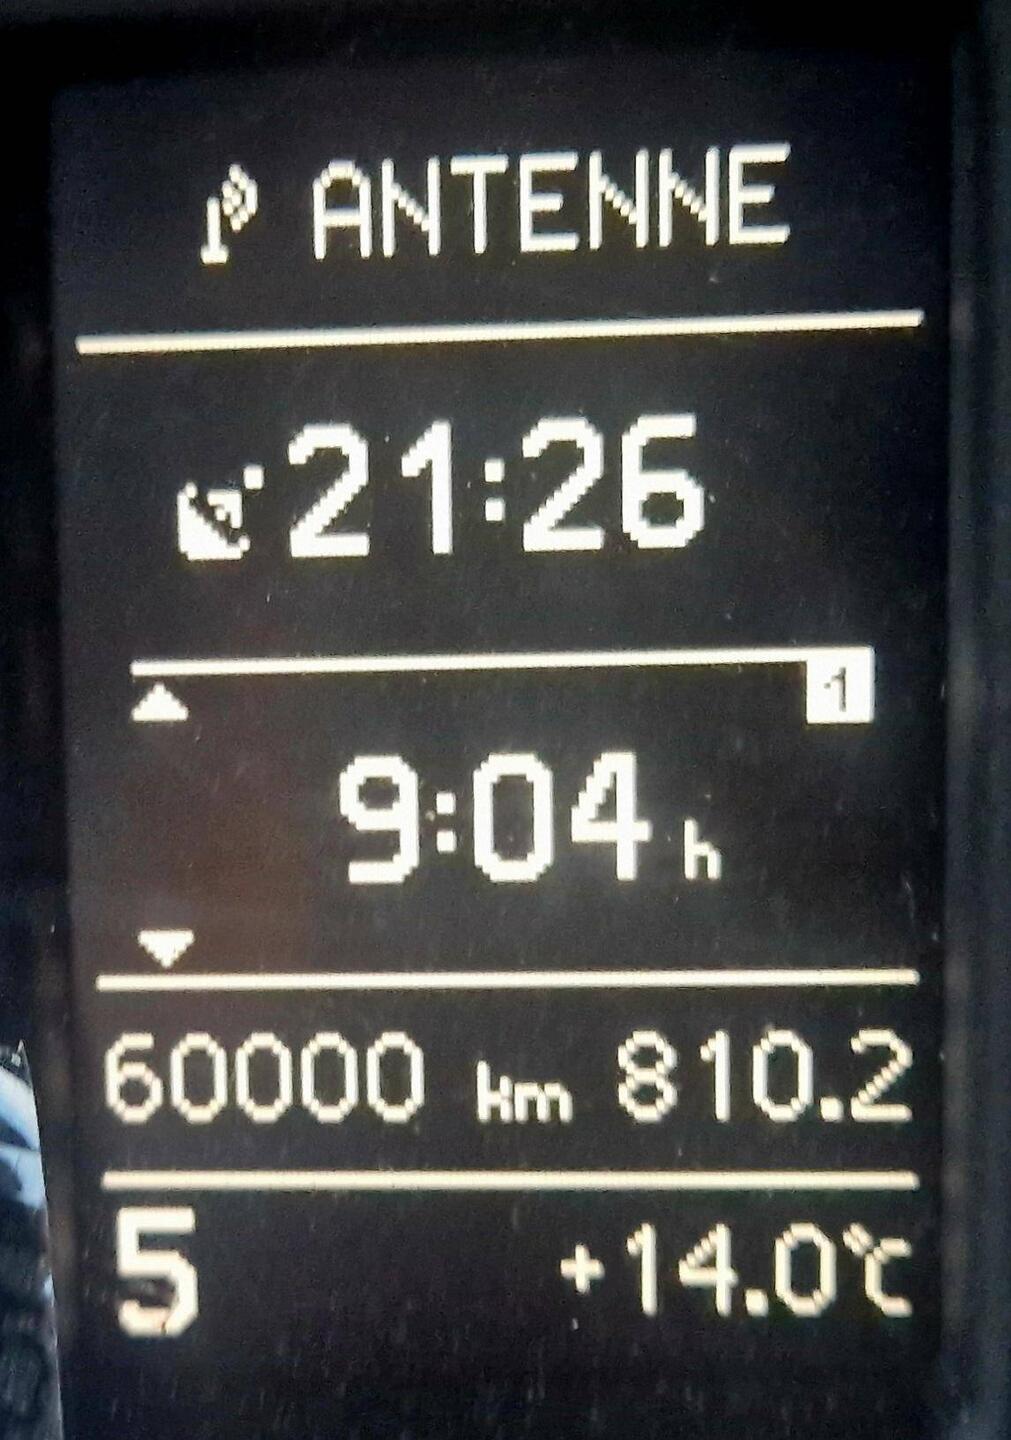 ANTENNE
21:26
1
9:04 h
60000 km 810.2
5 +14.0°C